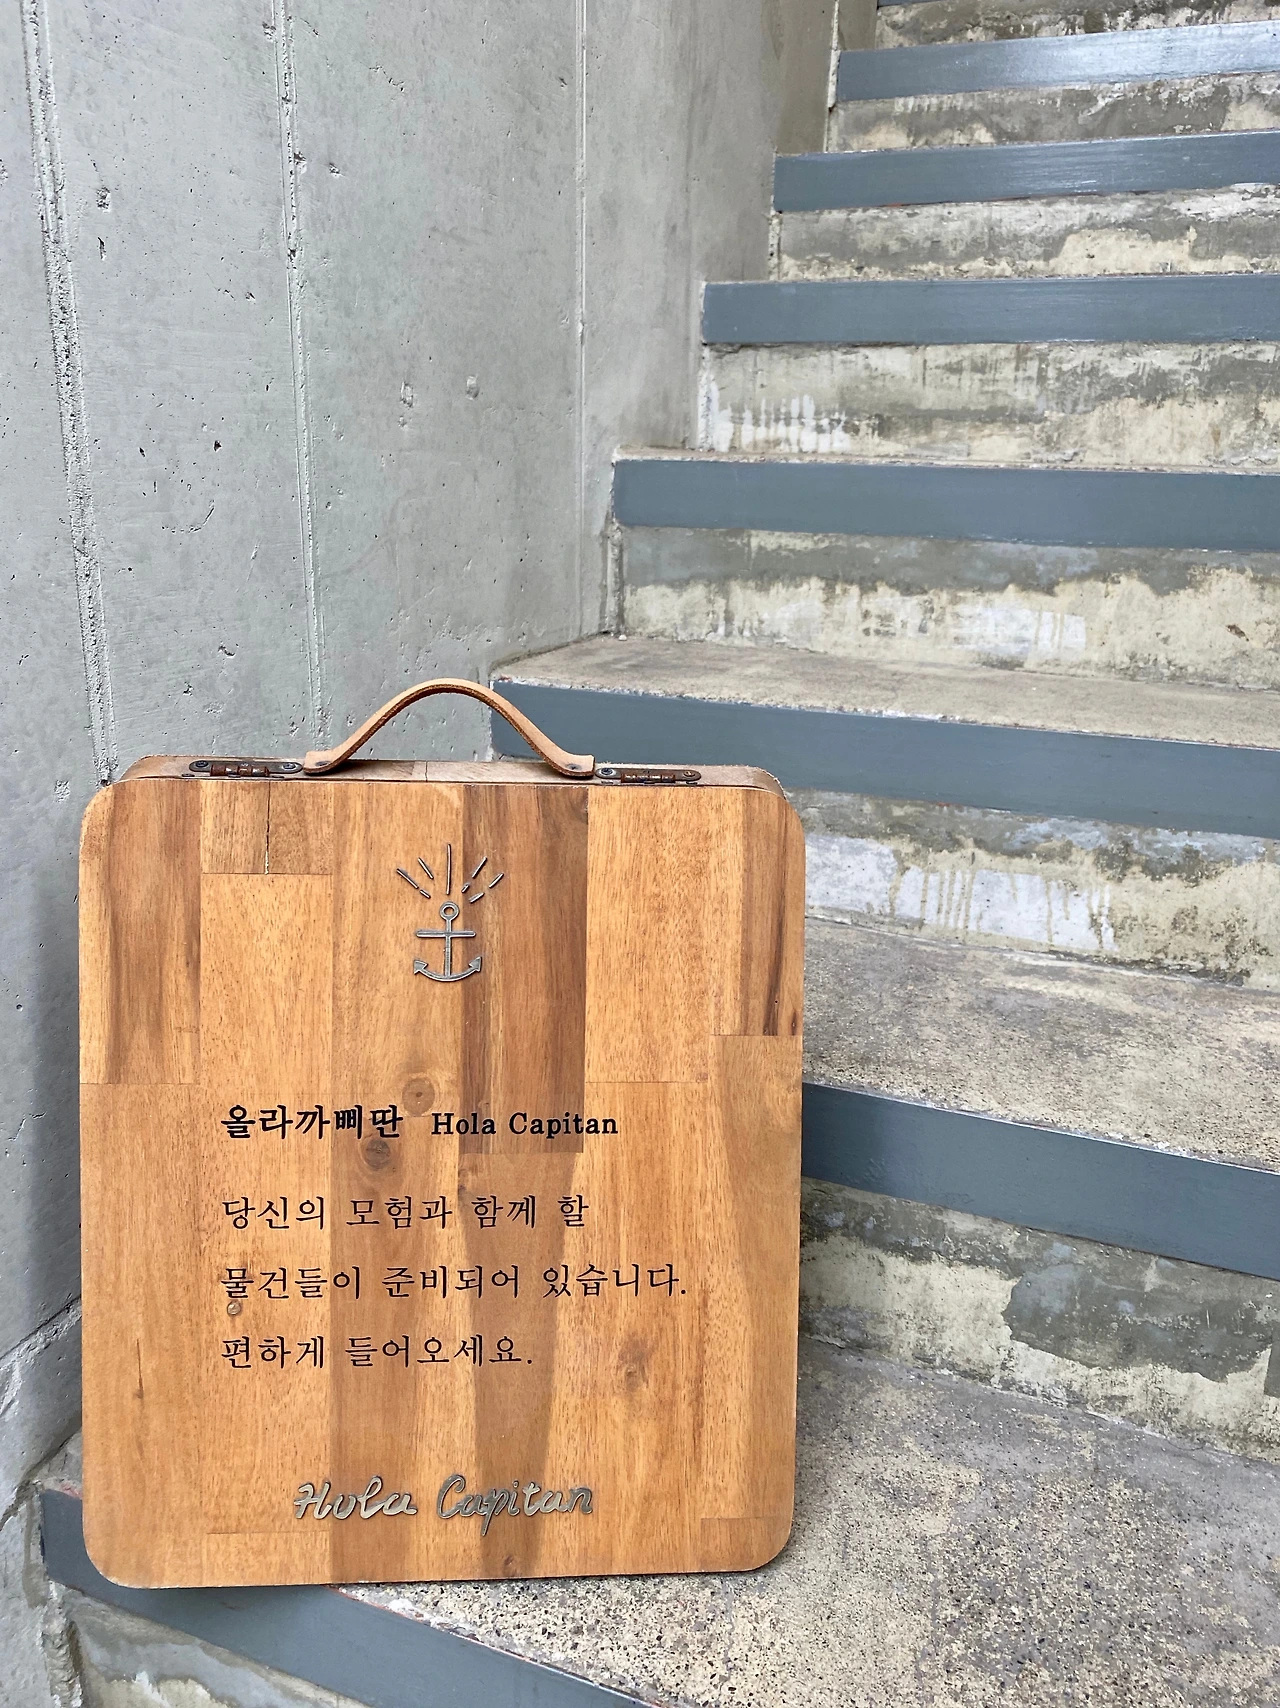 올라까삐딴 Hola Capitan
당신의 모험과 함께 할
물건들이 준비되어 있습니다.
편하게 들어오세요.
Hola Capitan